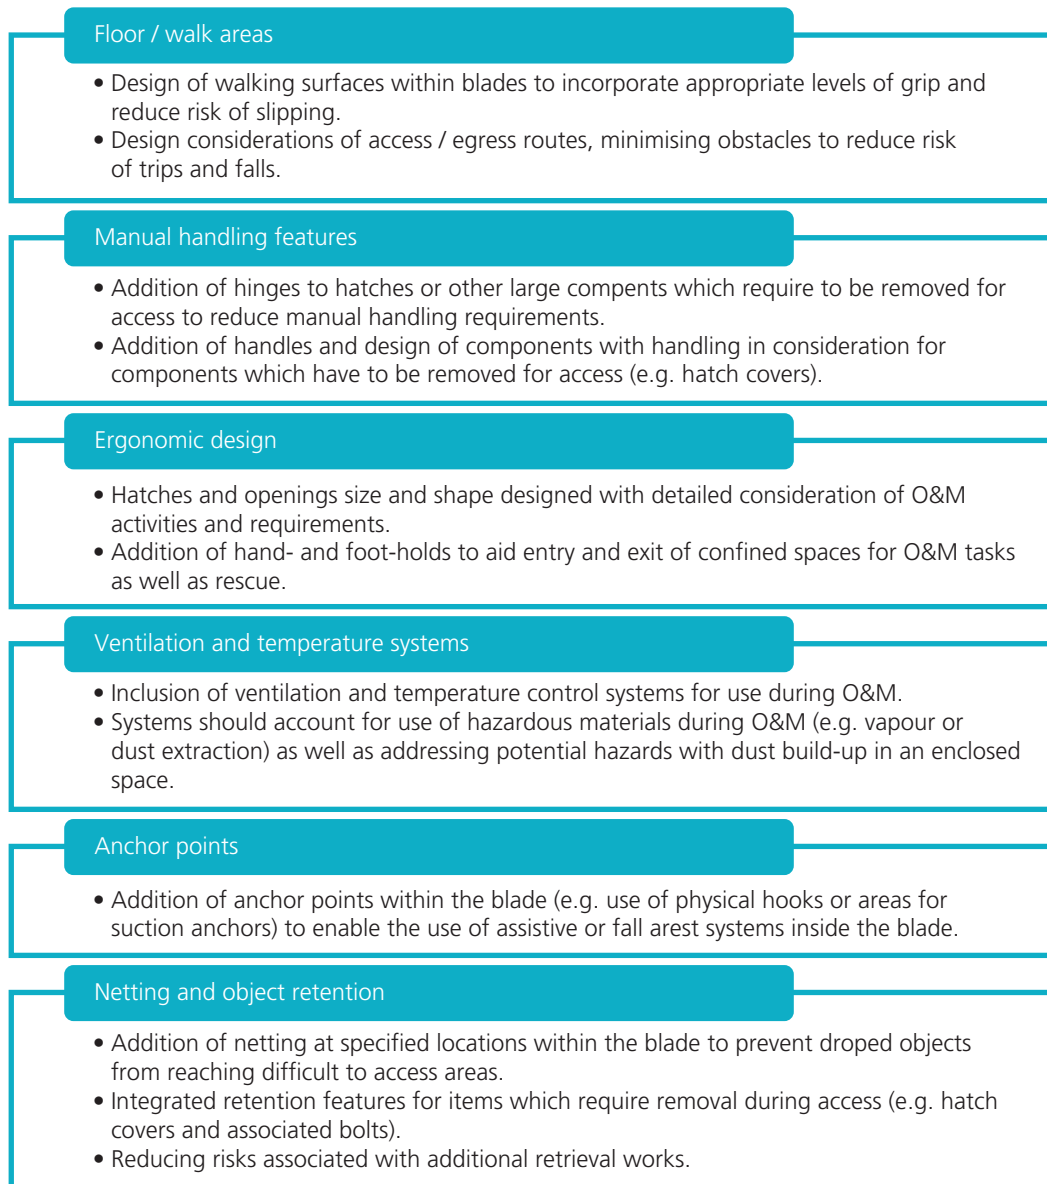 Floor / walk areas
• Design of walking surfaces within blades to incorporate appropriate levels of grip and
reduce risk of slipping.
• Design considerations of access / egress routes, minimising obstacles to reduce risk
of trips and falls.
Manual handling features
• Addition of hinges to hatches or other large compents which require to be removed for
access to reduce manual handling requirements.
• Addition of handles and design of components with handling in consideration for
components which have to be removed for access (e.g. hatch covers).
Ergonomic design
• Hatches and openings size and shape designed with detailed consideration of O&M
activities and requirements.
• Addition of hand- and foot-holds to aid entry and exit of confined spaces for O&M tasks
as well as rescue.
Ventilation and temperature systems
• Inclusion of ventilation and temperature control systems for use during O&M.
• Systems should account for use of hazardous materials during O&M (e.g. vapour or
dust extraction) as well as addressing potential hazards with dust build-up in an enclosed
space.
Anchor points
• Addition of anchor points within the blade (e.g. use of physical hooks or areas for
suction anchors) to enable the use of assistive or fall arest systems inside the blade.
Netting and object retention
• Addition of netting at specified locations within the blade to prevent droped objects
from reaching difficult to access areas.
• Integrated retention features for items which require removal during access (e.g. hatch
covers and associated bolts).
• Reducing risks associated with additional retrieval works.